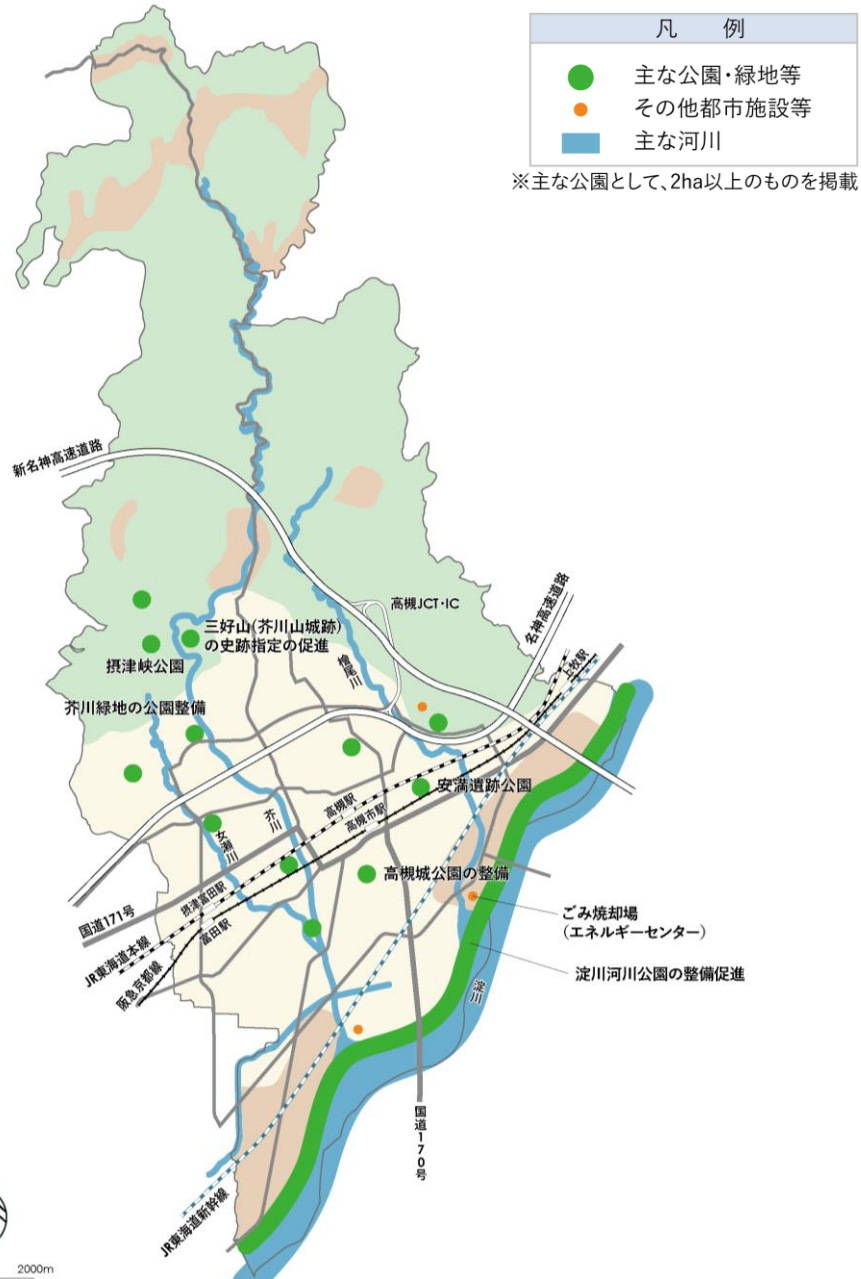 凡　例
主な公園・緑地等
その他都市施設等
主な河川
※主な公園として、2ha以上のものを掲載
新名神高速道路
高槻JCT・IC
名神高速道路
三好山(芥川山城跡)
の史跡指定の促進
摂津峡公園
檜尾川
上牧駅
芥川緑地の公園整備
安満遺跡公園
高槻駅
高槻市駅
芥川
女瀬川
高槻城公園の整備
摂津富田駅
富田駅
国道171号
ごみ焼却場
(エネルギーセンター)
JR東海道本線
阪急京都線
淀川河川公園の整備促進
淀川
国道170号
JR東海道新幹線
2000m